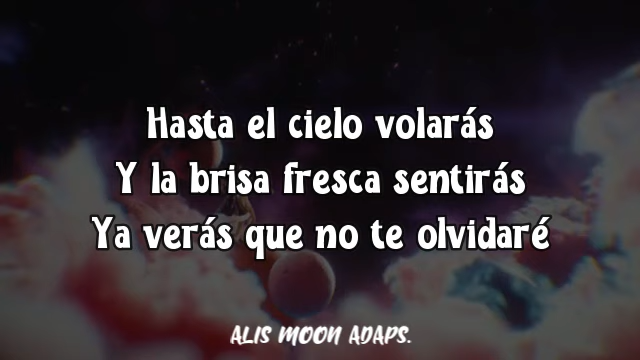 Hasta el cielo volarás
Y la brisa fresca sentirás
Ya verás que no te olvidaré
ALIS MOON ADAPS.